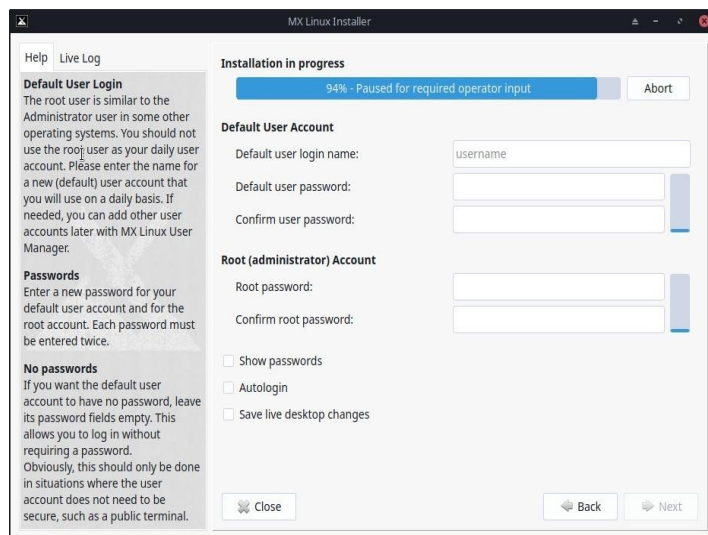 MX Linux Installer
Help
Live Log
Default User Login
The root user is similar to the
Administrator user in some other
operating systems. You should not
use the root user as your daily user
account. Please enter the name for
a new (default) user account that
you will use on a daily basis. If
needed, you can add other user
accounts later with MX Linux User
Manager.
Passwords
Enter a new password for your
default user account and for the
root account. Each password must
be entered twice.
No passwords
If you want the default user
account to have no password, leave
its password fields empty. This
allows you to log in without
requiring a password.
Obviously, this should only be done
in situations where the user
account does not need to be
secure, such as a public terminal.
Installation in progress
94% - Paused for required operator input
Abort
Default User Account
Default user login name:
username
Default user password:
Confirm user password:
Root (administrator) Account
Root password:
Confirm root password:
Show passwords
Autologin
Save live desktop changes
Close
Back
Next